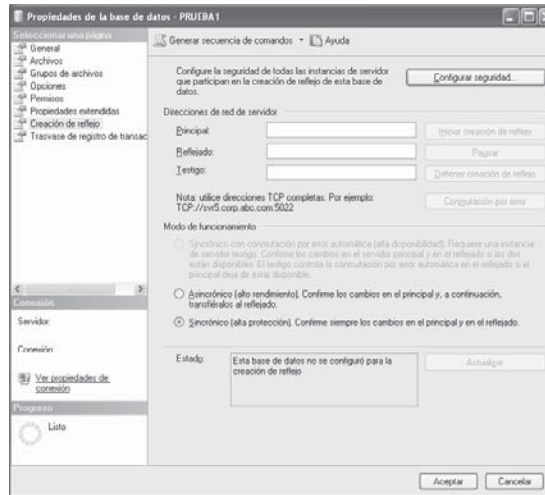 Propiedades de la base de datos - PRUEBA1
Seleccionar una página
General
Archivos
Grupos de archivos
Opciones
Permisos
Propiedades extendidas
Creación de reflejo
Trasvase de registro de transac
Generar secuencia de comandos
Ayuda
Configure la seguridad de todas las instancias de servidor
que participan en la creación de reflejo de esta base de
datos.
Configurar seguridad...
Direcciones de red de servidor
Principal:
Iniciar creación de reflejo
Reflejado:
Pausar
Testigo:
Detener creación de reflejo
Nota: utilice direcciones TCP completas. Por ejemplo:
TCP://svr5.corp.abc.com:5022
Conmutación por error
Modo de funcionamiento
Sincrónico con conmutación por error automática (alta disponibilidad). Requiere una instancia
de servidor testigo. Confirme los cambios en el servidor principal y en el reflejado si los dos
están disponibles. El testigo controla la conmutación por error automática en el reflejado si el
principal deja de estar disponible.
Asincrónico (alto rendimiento). Confirme los cambios en el principal y, a continuación,
transfiéralos al reflejado.
Sincrónico (alta protección). Confirme siempre los cambios en el principal y en el reflejado.
Conexión
Servidor:
Conexión:
Ver propiedades de
conexión
Progreso
Listo
Estado:
Esta base de datos no se configuró para la
creación de reflejo
Actualizar
Aceptar
Cancelar